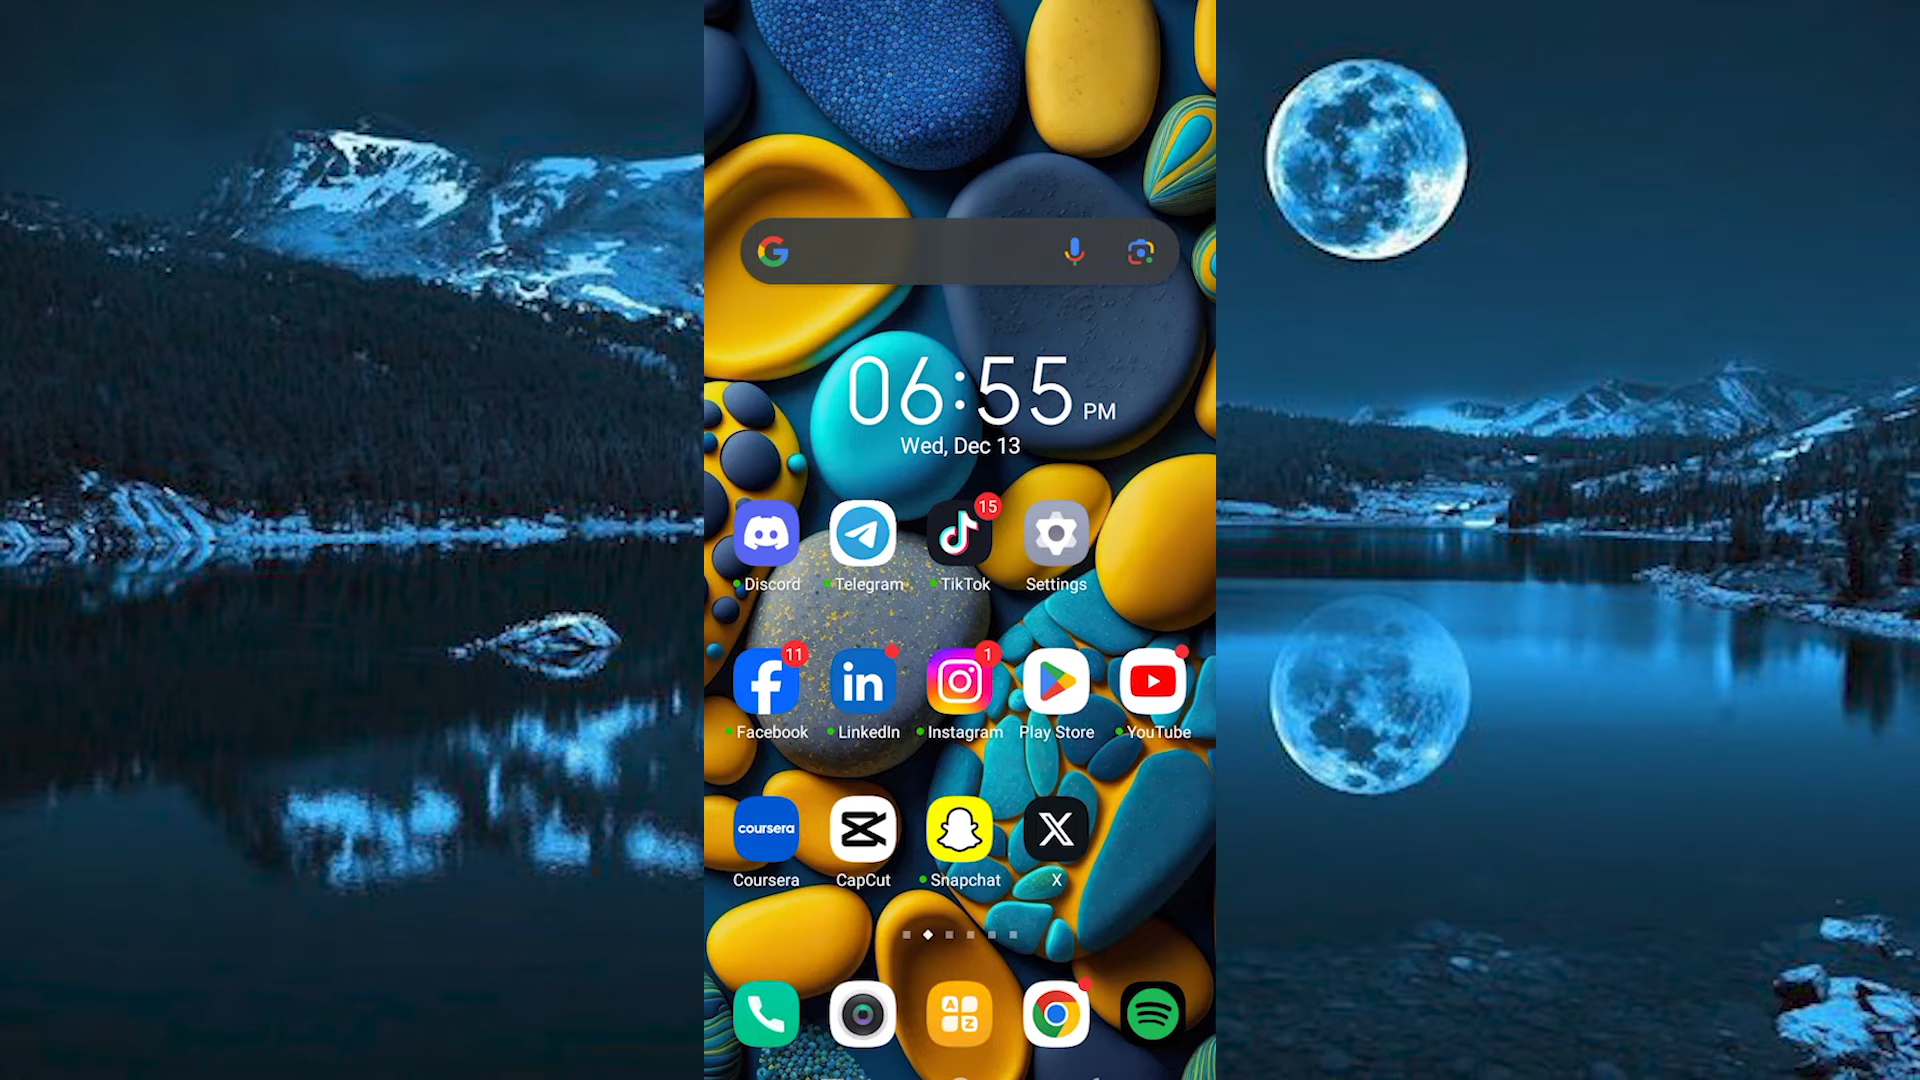 06:55 PM
Wed, Dec 13
15
Discord Telegram TikTok Settings
11 1
Facebook LinkedIn Instagram Play Store YouTube
coursera
Coursera CapCut Snapchat X
A
Z